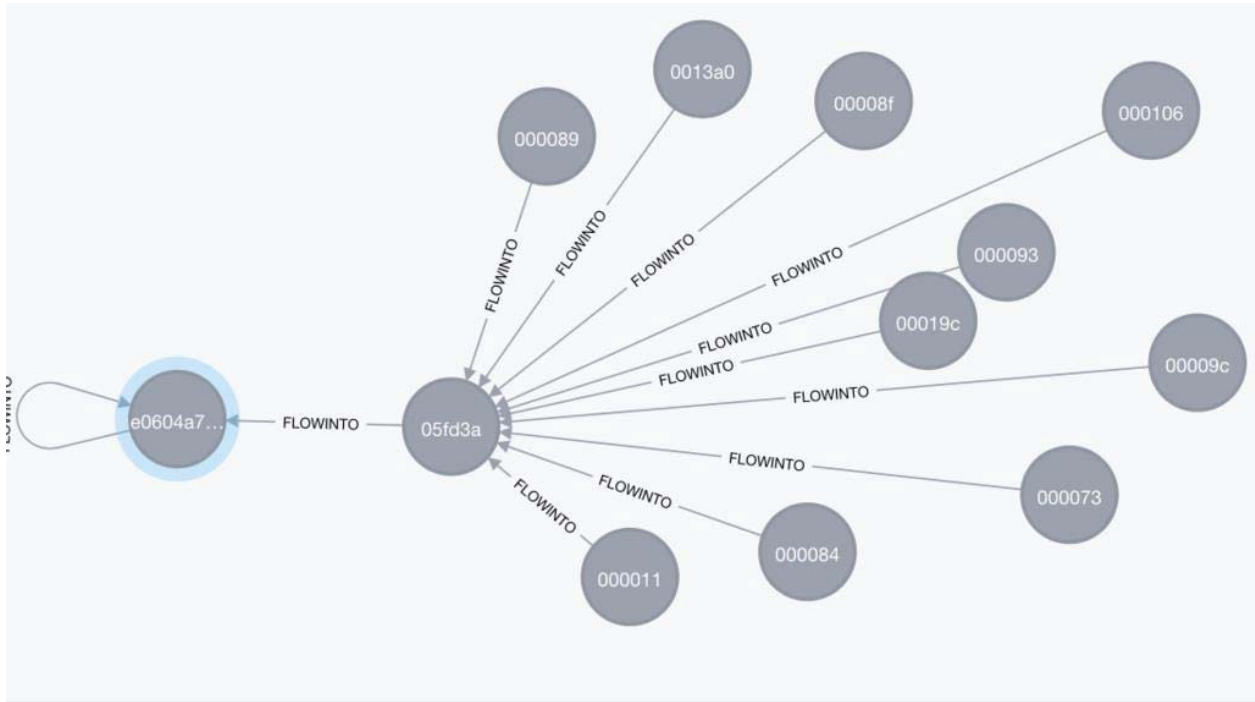 0013a0
00008f
000106
000089
FLOWINTO
FLOWINTO
FLOWINTO
FLOWINTO
000093
00019c
FLOWINTO
FLOWINTO
00009c
FLOWINTO
FLOWINTO
e0604a7...
FLOWINTO
05fd3a
FLOWINTO
000073
FLOWINTO
FLOWINTO
000084
000011